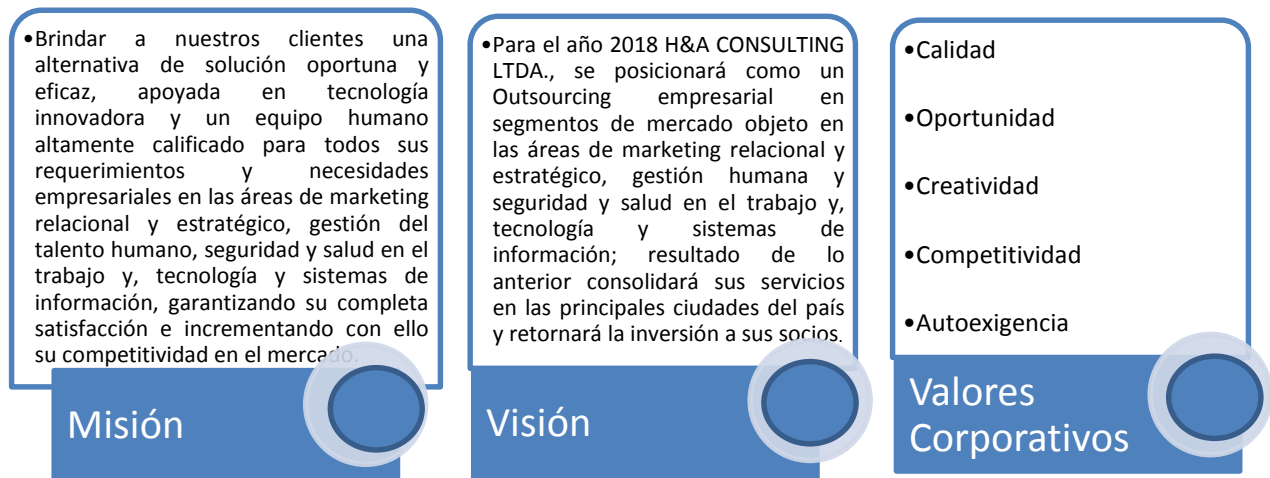 •Brindar a nuestros clientes una
alternativa de solución oportuna y
eficaz, apoyada en tecnología
innovadora y un equipo humano
altamente calificado para todos sus
requerimientos y necesidades
empresariales en las áreas de marketing
relacional y estratégico, gestión del
talento humano, seguridad y salud en el
trabajo y, tecnología y sistemas de
información, garantizando su completa
satisfacción e incrementando con ello
su competitividad en el mercado.
Misión
•Para el año 2018 H&A CONSULTING
LTDA., se posicionará como un
Outsourcing empresarial en
segmentos de mercado objeto en
las áreas de marketing relacional y
estratégico, gestión humana y
seguridad y salud en el trabajo y,
tecnología y sistemas de
información; resultado de lo
anterior consolidará sus servicios
en las principales ciudades del país
y retornará la inversión a sus socios.
Visión
•Calidad
•Oportunidad
•Creatividad
•Competitividad
•Autoexigencia
Valores
Corporativos